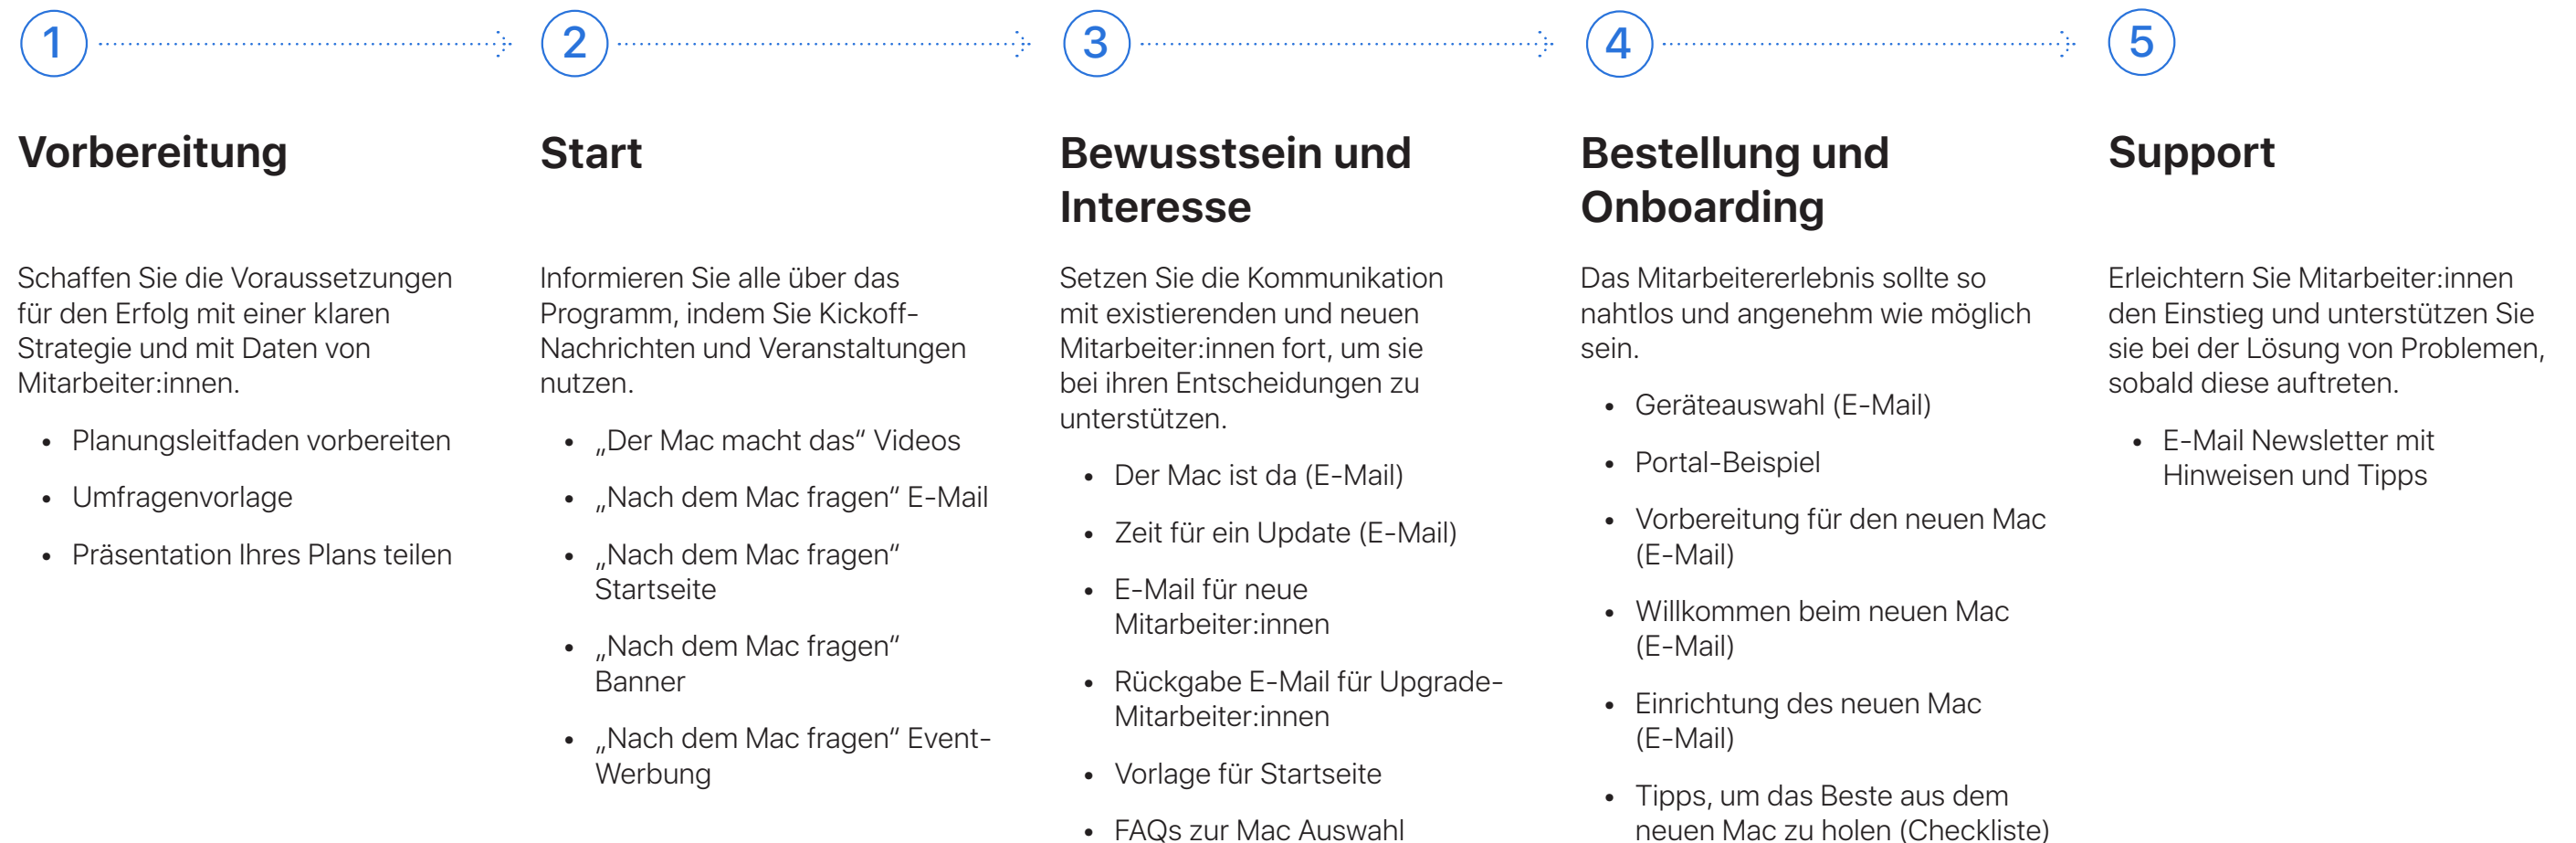 1
Vorbereitung
Schaffen Sie die Voraussetzungen
für den Erfolg mit einer klaren
Strategie und mit Daten von
Mitarbeiter:innen.
• Planungsleitfaden vorbereiten
• Umfragenvorlage
• Präsentation Ihres Plans teilen
2
Start
Informieren Sie alle über das
Programm, indem Sie Kickoff-
Nachrichten und Veranstaltungen
nutzen.
• „Der Mac macht das“ Videos
• „Nach dem Mac fragen“ E-Mail
• „Nach dem Mac fragen“
Startseite
• „Nach dem Mac fragen“
Banner
• „Nach dem Mac fragen“ Event-
Werbung
3
Bewusstsein und
Interesse
Setzen Sie die Kommunikation
mit existierenden und neuen
Mitarbeiter:innen fort, um sie
bei ihren Entscheidungen zu
unterstützen.
• Der Mac ist da (E-Mail)
• Zeit für ein Update (E-Mail)
• E-Mail für neue
Mitarbeiter:innen
• Rückgabe E-Mail für Upgrade-
Mitarbeiter:innen
• Vorlage für Startseite
• FAQs zur Mac Auswahl
4
Bestellung und
Onboarding
Das Mitarbeitererlebnis sollte so
nahtlos und angenehm wie möglich
sein.
• Geräteauswahl (E-Mail)
• Portal-Beispiel
• Vorbereitung für den neuen Mac
(E-Mail)
• Willkommen beim neuen Mac
(E-Mail)
• Einrichtung des neuen Mac
(E-Mail)
• Tipps, um das Beste aus dem
neuen Mac zu holen (Checkliste)
5
Support
Erleichtern Sie Mitarbeiter:innen
den Einstieg und unterstützen Sie
sie bei der Lösung von Problemen,
sobald diese auftreten.
• E-Mail Newsletter mit
Hinweisen und Tipps